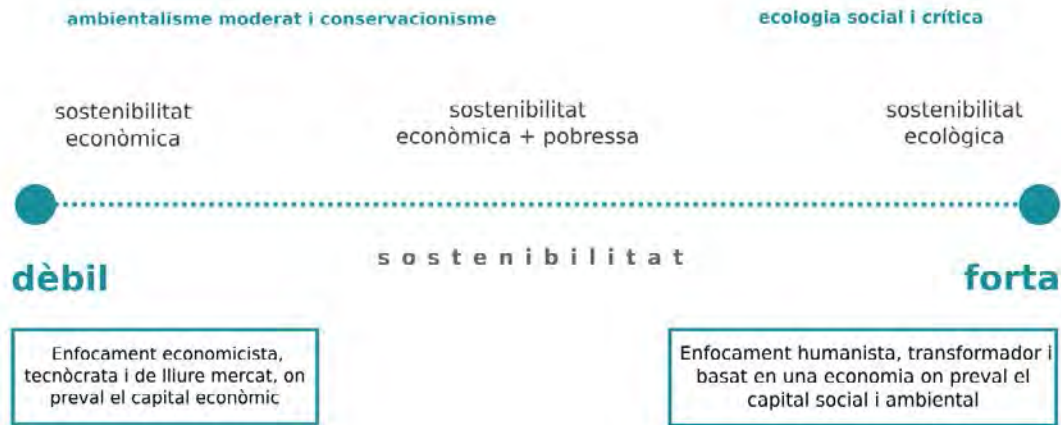 ambientalisme moderat i conservacionisme
ecologia social i crítica
sostenibilitat
econòmica
sostenibilitat
econòmica + pobressa
sostenibilitat
ecològica
sostenibilitat
dèbil
forta
Enfocament economicista,
tecnòcrata i de lliure mercat, on
preval el capital econòmic
Enfocament humanista, transformador i
basat en una economia on preval el
capital social i ambiental